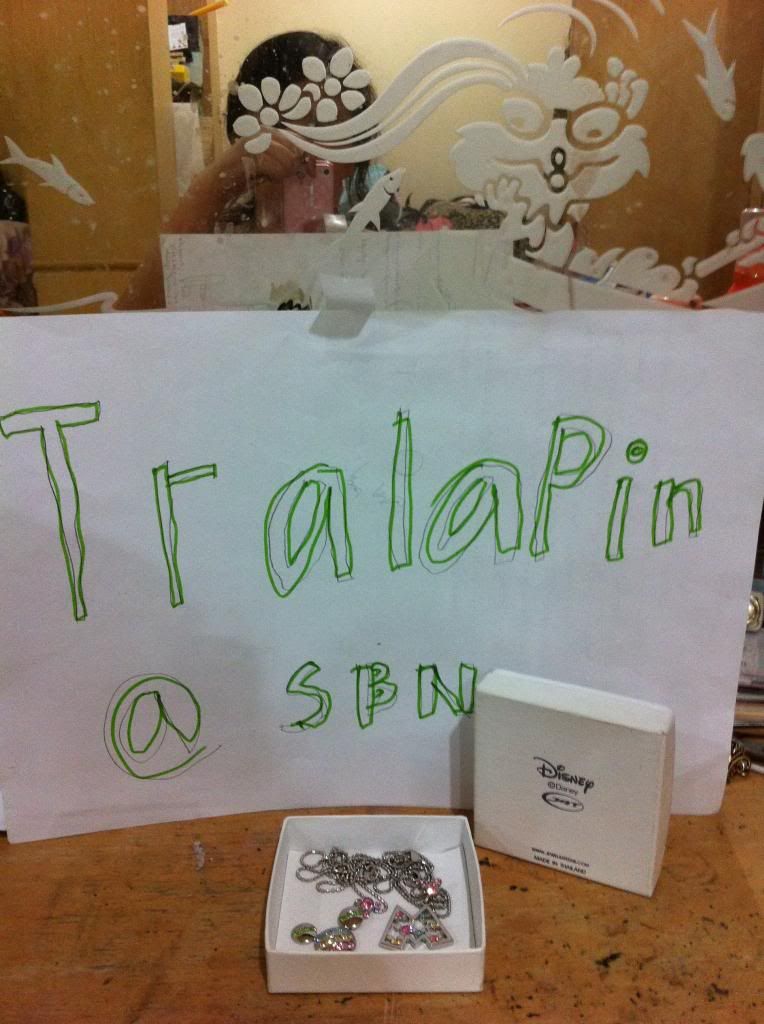 TralaPin
@ SBN
Disney
©Disney
MADE IN THAILAND